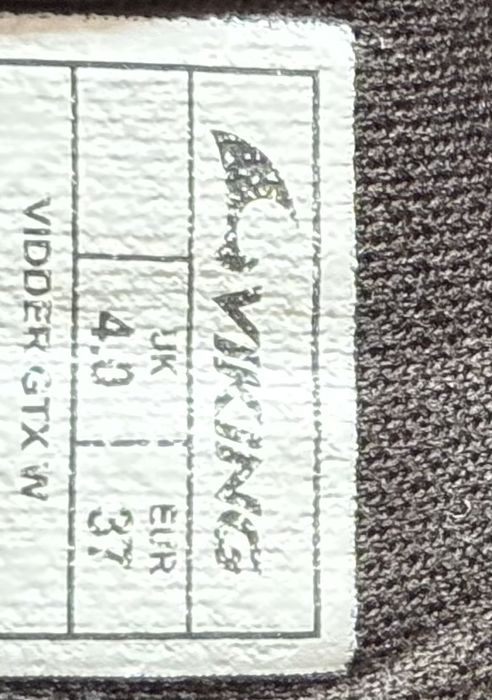 VIKING
UK EUR
4.0 37
VIDDER GTX W